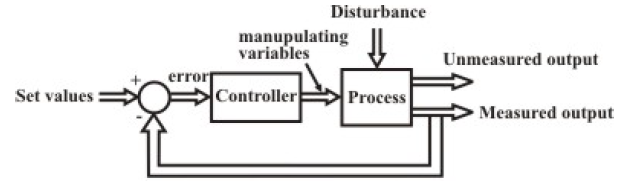 Disturbance
manupulating
variables
Unmeasured output
+
error
Set values
Controller
Process
Measured output
-